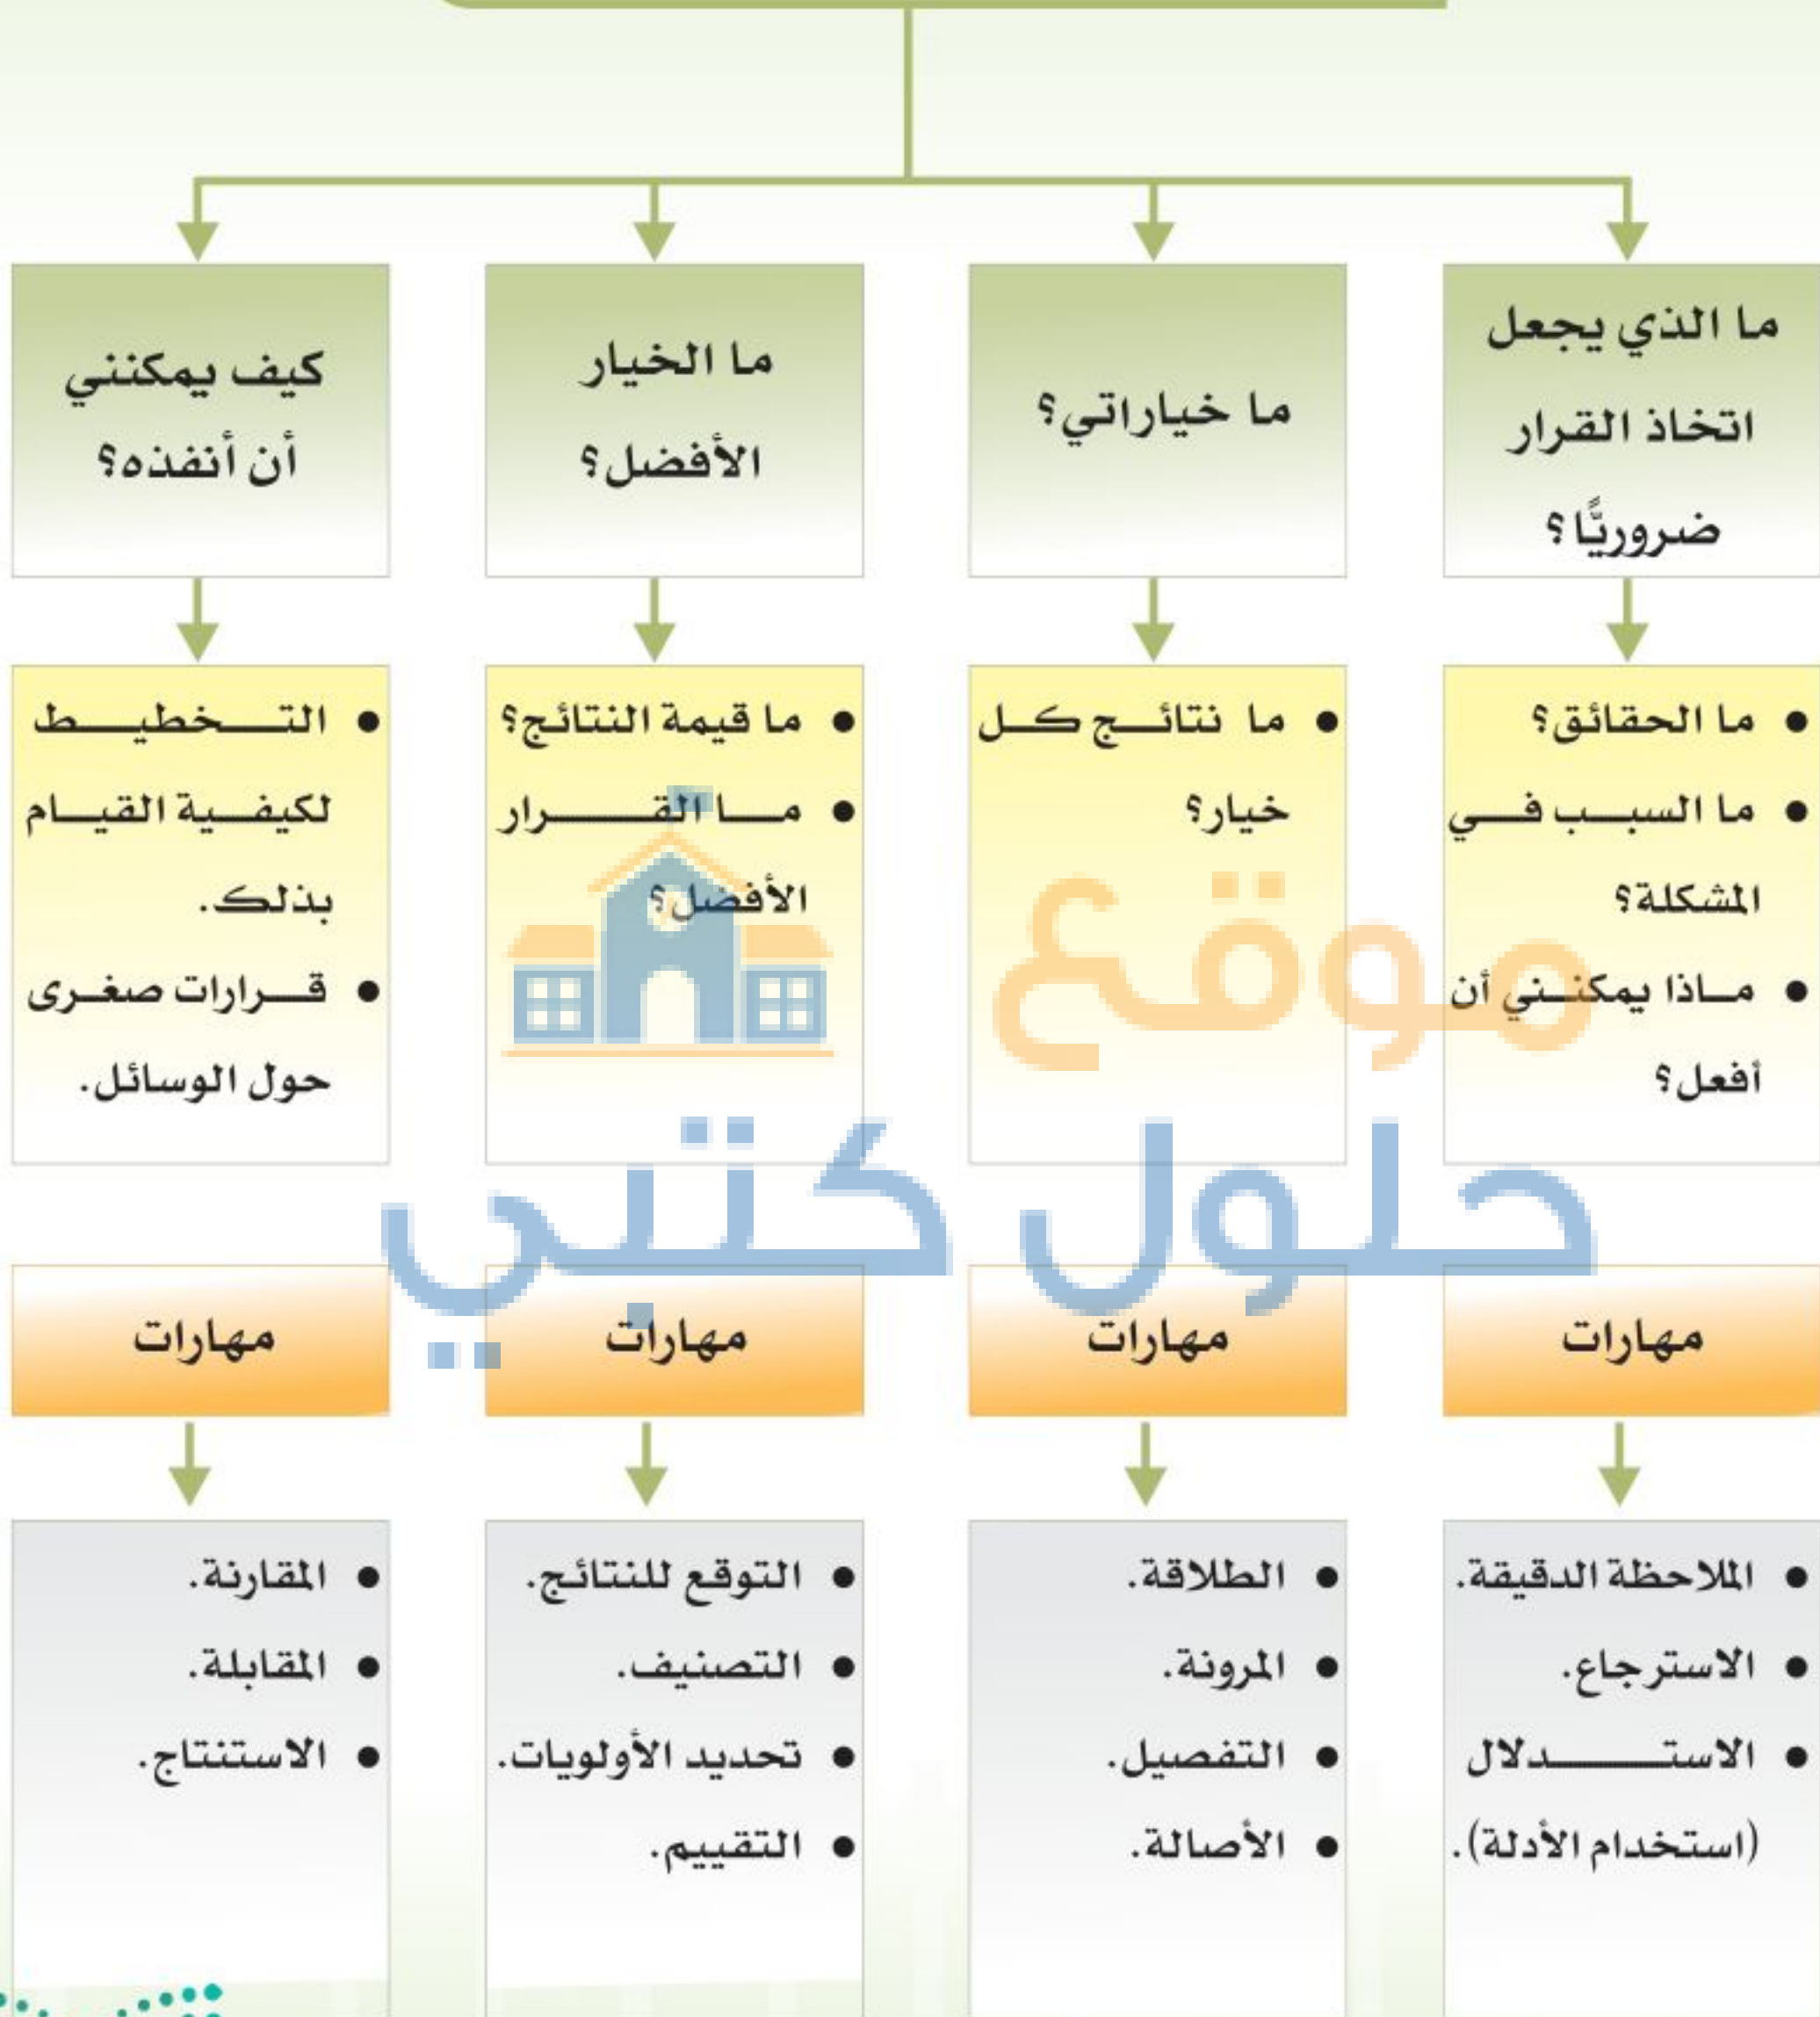 ما الذي يجعل
اتخاذ القرار
ضروريًّا؟
ما خياراتي؟
ما الخيار
الأفضل؟
كيف يمكنني
أن أنفذه؟
• ما الحقائق؟
• ما السبب في
المشكلة؟
• ماذا يمكنني أن
أفعل؟
• ما نتائج كل
خيار؟
• ما قيمة النتائج؟
• ما القرار
الأفضل؟
• التخطيط
لكيفية القيام
بذلك.
• قرارات صغرى
حول الوسائل.
موقع
حلول كتبي
مهارات
مهارات
مهارات
مهارات
• الملاحظة الدقيقة.
• الاسترجاع.
• الاستدلال
(استخدام الأدلة).
• الطلاقة.
• المرونة.
• التفصيل.
• الأصالة.
• التوقع للنتائج.
• التصنيف.
• تحديد الأولويات.
• التقييم.
• المقارنة.
• المقابلة.
• الاستنتاج.